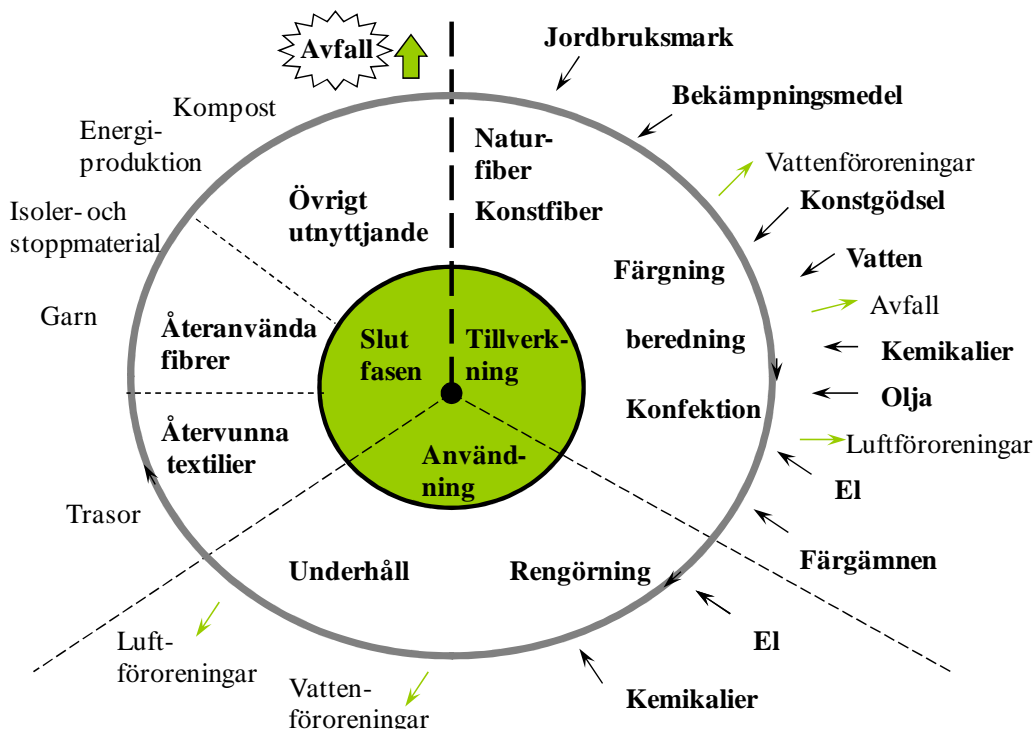 Avfall
Jordbruksmark
Bekämpningsmedel
Vattenföroreningar
Konstgödsel
Vatten
Avfall
Kemikalier
Olja
Luftföroreningar
El
Färgämnen
El
Kemikalier
Vatten-
föroreningar
Luft-
föroreningar
Trasor
Garn
Isoler- och
stoppmaterial
Energi-
produktion
Kompost
Natur-
fiber
Konstfiber
Färgning
beredning
Konfektion
Rengörning
Underhåll
Återvunna
textilier
Återanvända
fibrer
Övrigt
utnyttjande
Slut
fasen
Tillverk-
ning
Använd-
ning